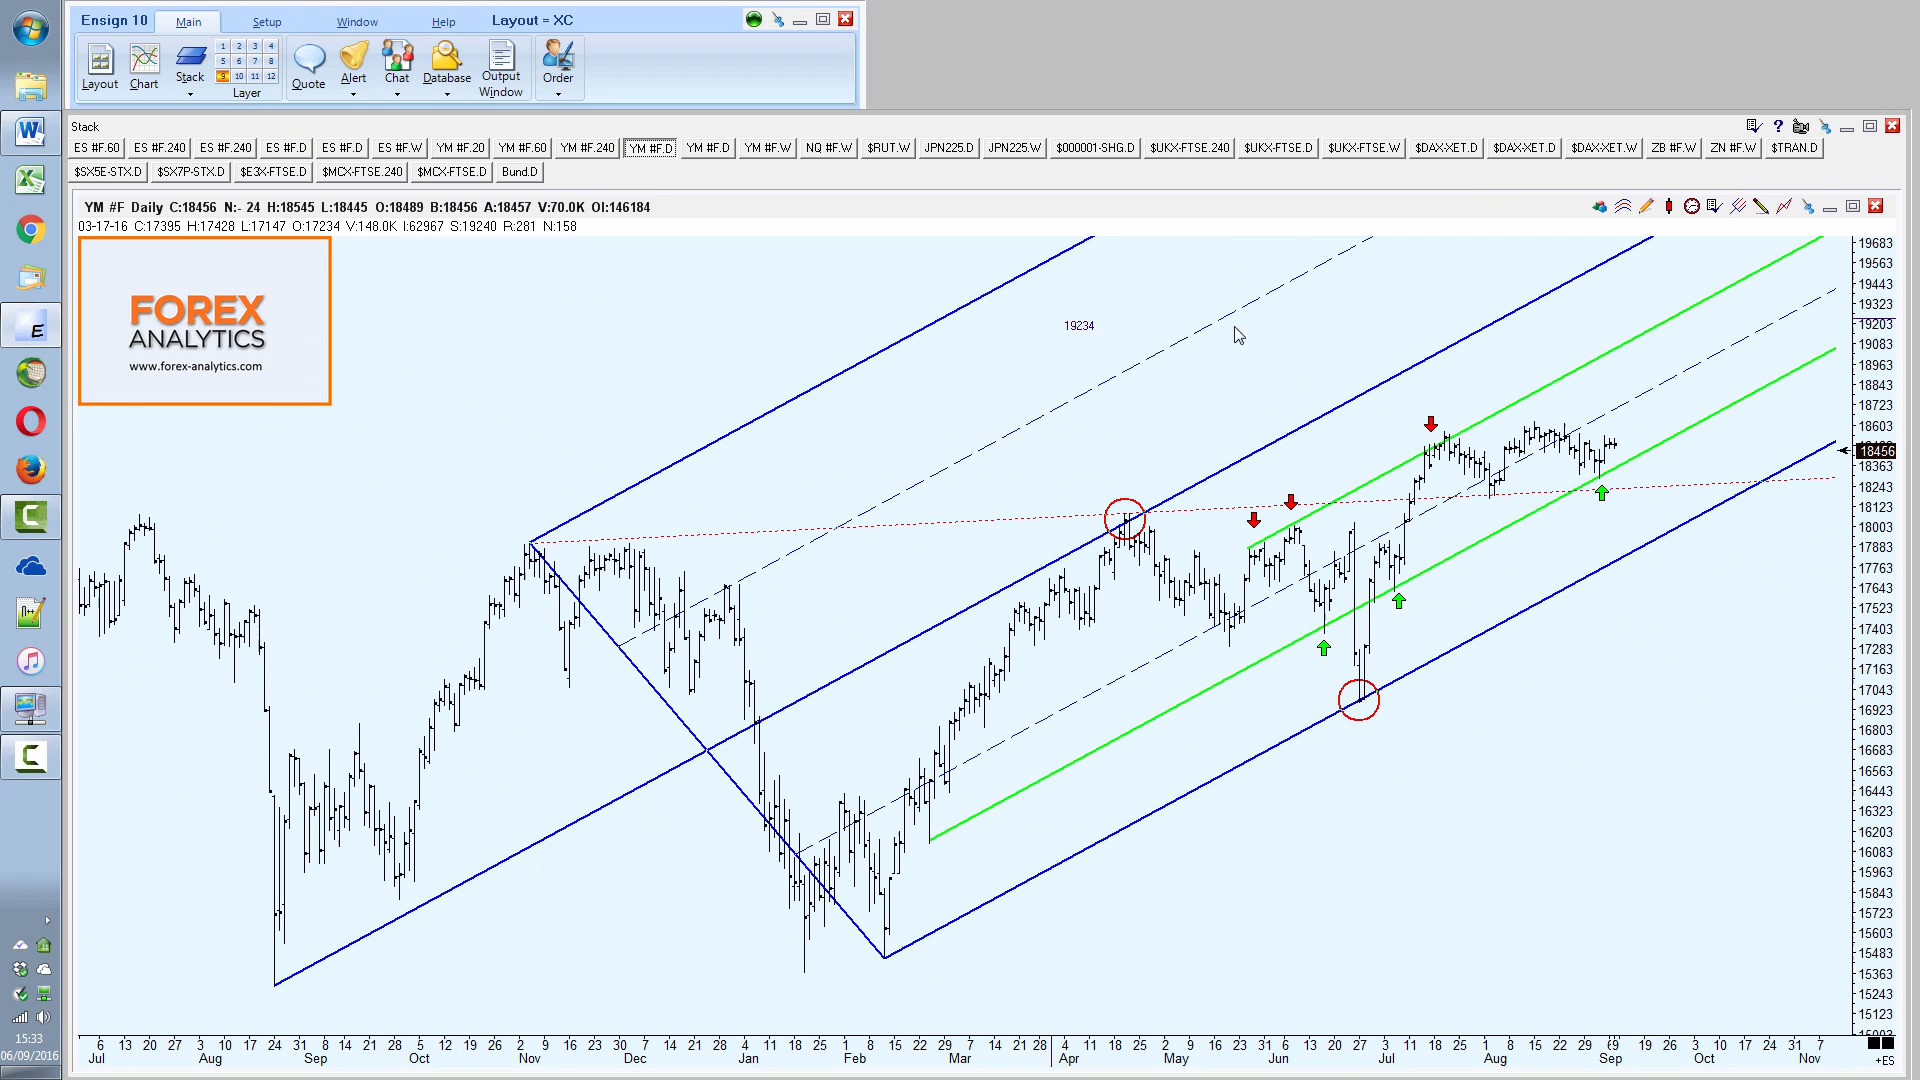 Ensign 10 Main Setup Window Help Layout = XC
1 2 3 4
5 6 7 8
9 10 11 12
Layout Chart Stack Layer Quote Alert Chat Database Output Window Order
Stack
ES #F.60 ES #F.240 ES #F.240 ES #F.D ES #F.D ES #F.W YM #F.20 YM #F.60 YM #F.240 YM #F.D YM #F.D YM #F.W NQ #F.W $RUT.W JPN225.D JPN225.W $000001-SHG.D $UKX-FTSE.240 $UKX-FTSE.D $UKX-FTSE.W $DAX-XET.D $DAX-XET.D $DAX-XET.W ZB #F.W ZN #F.W $TRAN.D
$SX5E-STX.D $SX7P-STX.D $E3X-FTSE.D $MCX-FTSE.240 $MCX-FTSE.D Bund.D
YM #F Daily C:18456 N:- 24 H:18545 L:18445 O:18489 B:18456 A:18457 V:70.0K OI:146184
03-17-16 C:17395 H:17428 L:17147 O:17234 V:148.0K I:62967 S:19240 R:281 N:158
FOREX
ANALYTICS
www.forex-analytics.com
19234
19683
19563
19443
19323
19203
19083
18963
18843
18723
18603
18456
18363
18243
18123
18003
17883
17763
17643
17523
17403
17283
17163
17043
16923
16803
16683
16563
16443
16323
16203
16083
15963
15843
15723
15603
15483
15363
15243
15123
6 13 20 27 3 10 17 24 31 8 14 21 28 5 12 19 26 2 9 16 23 30 7 14 21 28 4 11 18 25 1 8 15 22 29 7 14 21 28 4 11 18 25 2 9 16 23 31 6 13 20 27 5 11 18 25 1 8 15 22 29 12 19 26 3 10 17 24 31 7
Jul Aug Sep Oct Nov Dec Jan Feb Mar Apr May Jun Jul Aug Sep Oct Nov
+ES
15:33
06/09/2016